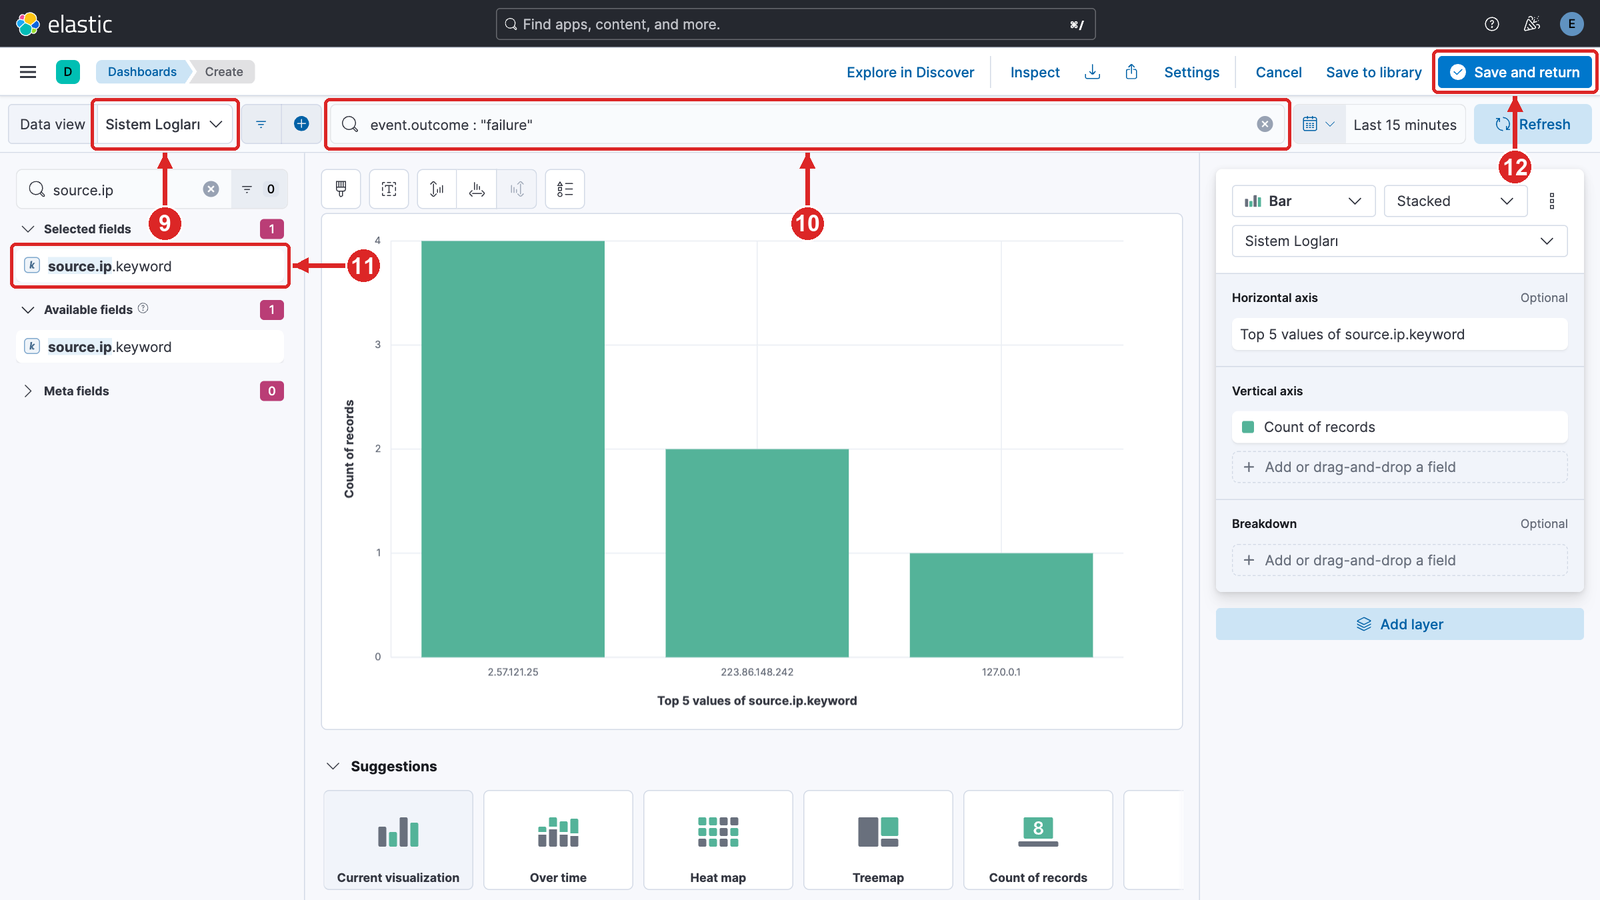 elastic
Find apps, content, and more.
⌘/
E
D
Dashboards
Create
Explore in Discover
Inspect
Settings
Cancel
Save to library
Save and return
Data view
Sistem Logları
event.outcome : "failure"
Last 15 minutes
Refresh
9
10
12
source.ip
0
Selected fields
1
source.ip.keyword
11
Available fields
1
source.ip.keyword
Meta fields
0
4
3
2
1
0
Count of records
2.57.121.25
223.86.148.242
127.0.0.1
Top 5 values of source.ip.keyword
Bar
Stacked
Sistem Logları
Horizontal axis
Optional
Top 5 values of source.ip.keyword
Vertical axis
Count of records
+ Add or drag-and-drop a field
Breakdown
Optional
+ Add or drag-and-drop a field
Add layer
Suggestions
Current visualization
Over time
Heat map
Treemap
8
Count of records